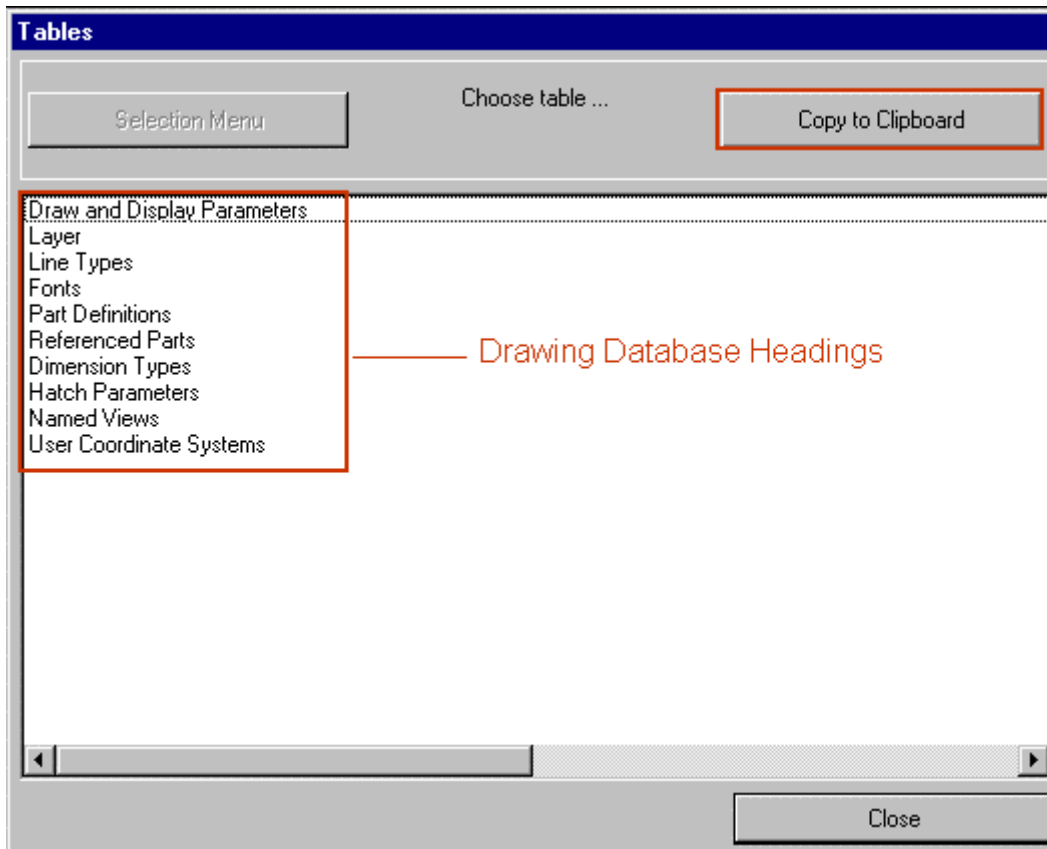 Tables
Selection Menu
Choose table ...
Copy to Clipboard
Draw and Display Parameters
Layer
Line Types
Fonts
Part Definitions
Referenced Parts
Dimension Types
Hatch Parameters
Named Views
User Coordinate Systems
Drawing Database Headings
Close